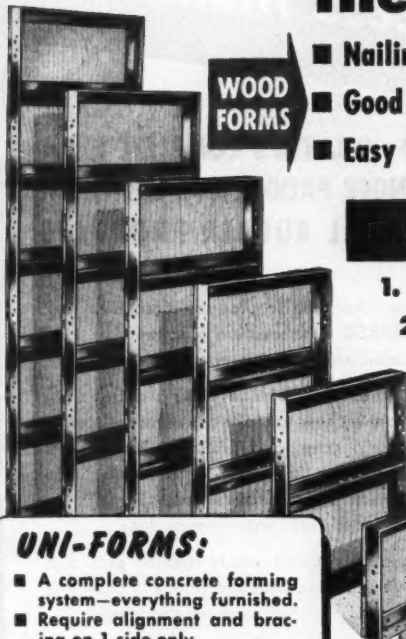 WOOD
FORMS
■ Nailin
■ Good
■ Easy
1.
2
UNI-FORMS:
■ A complete concrete forming
system—everything furnished.
■ Require alignment and brac-
ing on 1 side only.